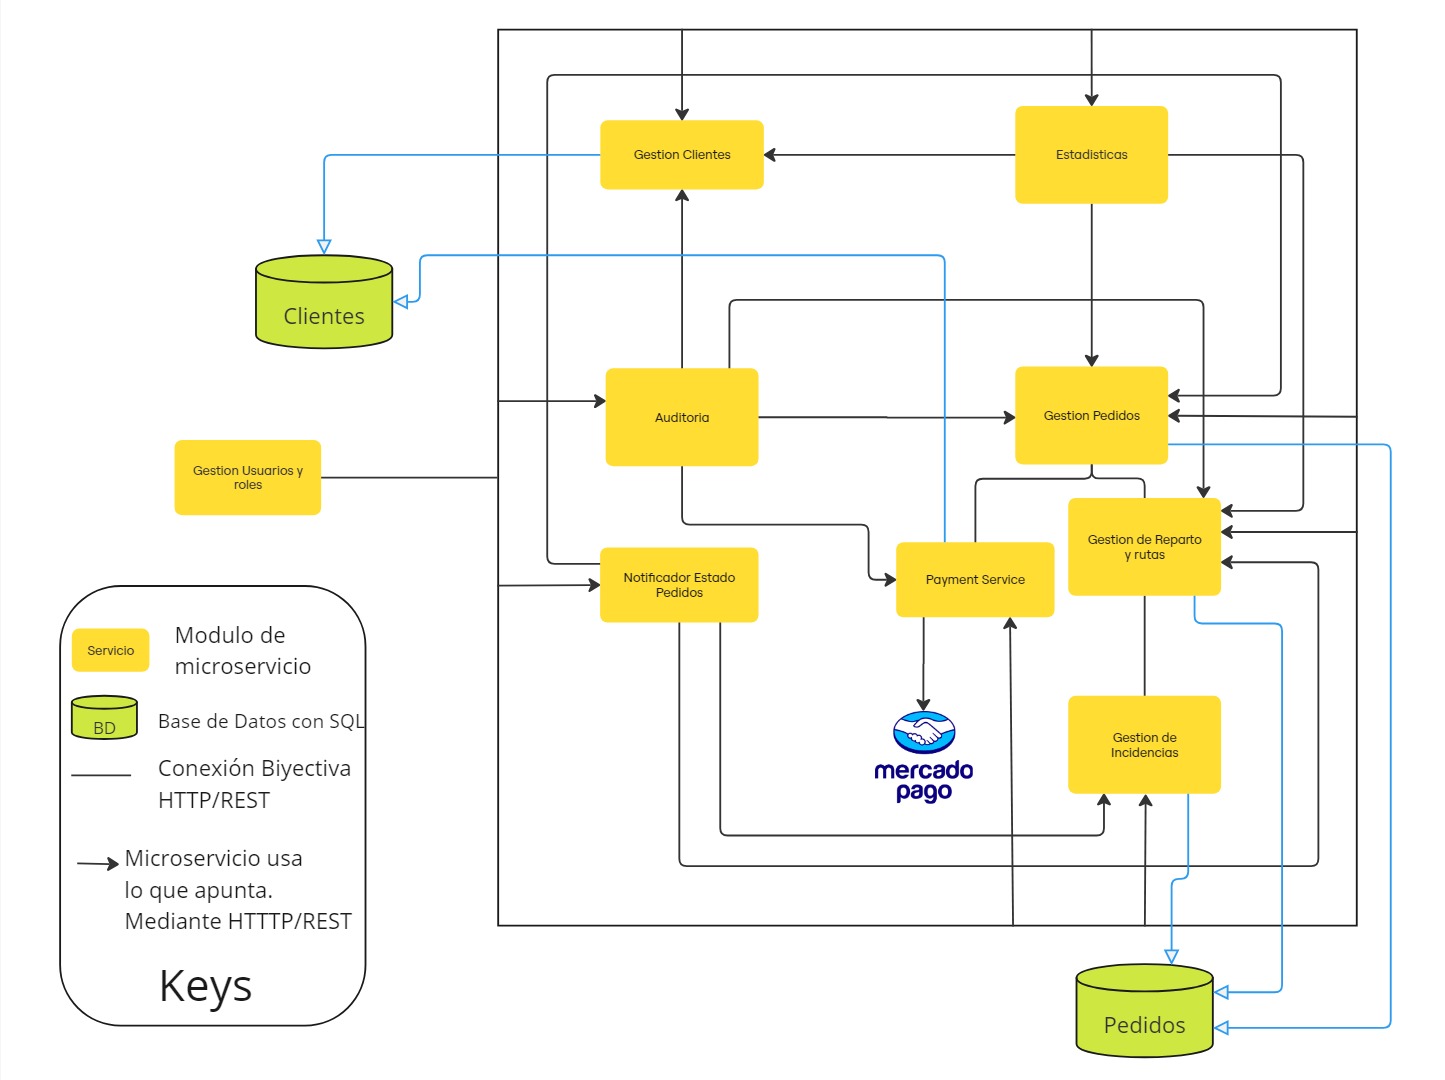 Gestion Clientes
Estadisticas
Clientes
Auditoria
Gestion Pedidos
Gestion Usuarios y
roles
Notificador Estado
Pedidos
Payment Service
Gestion de Reparto
y rutas
mercado
pago
Gestion de
Incidencias
Pedidos
Servicio
Modulo de
microservicio
BD
Base de Datos con SQL
Conexión Biyectiva
HTTP/REST
Microservicio usa
lo que apunta.
Mediante HTTTP/REST
Keys